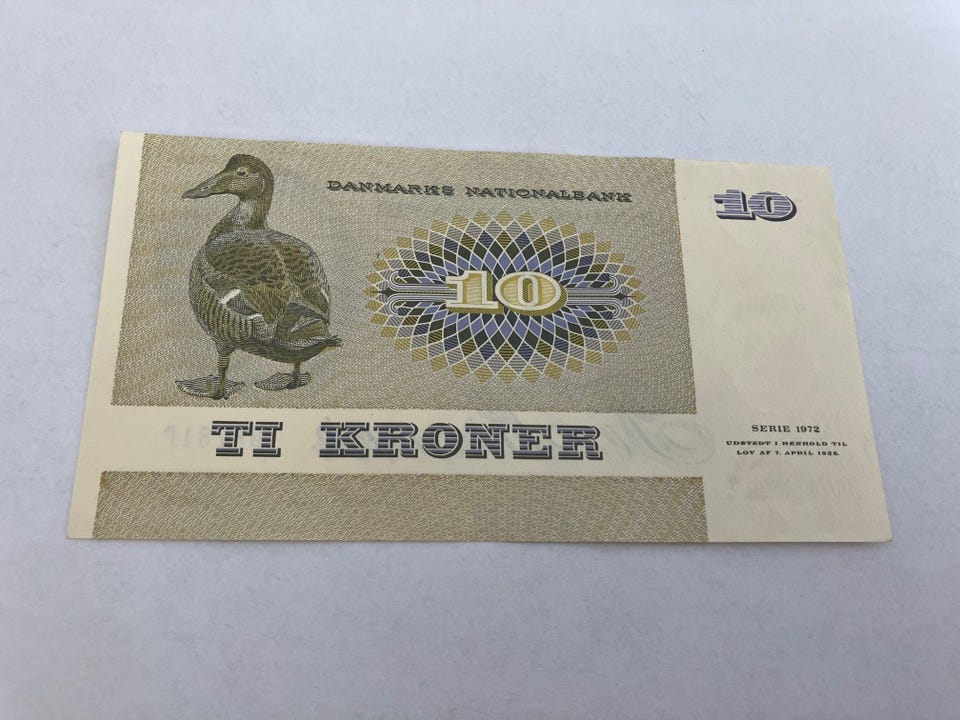 DANMARKS NATIONALBANK
10
10
TI KRONER
SERIE 1972
UDSTEDT I HENHOLD TIL
LOV AF 7. APRIL 1936.